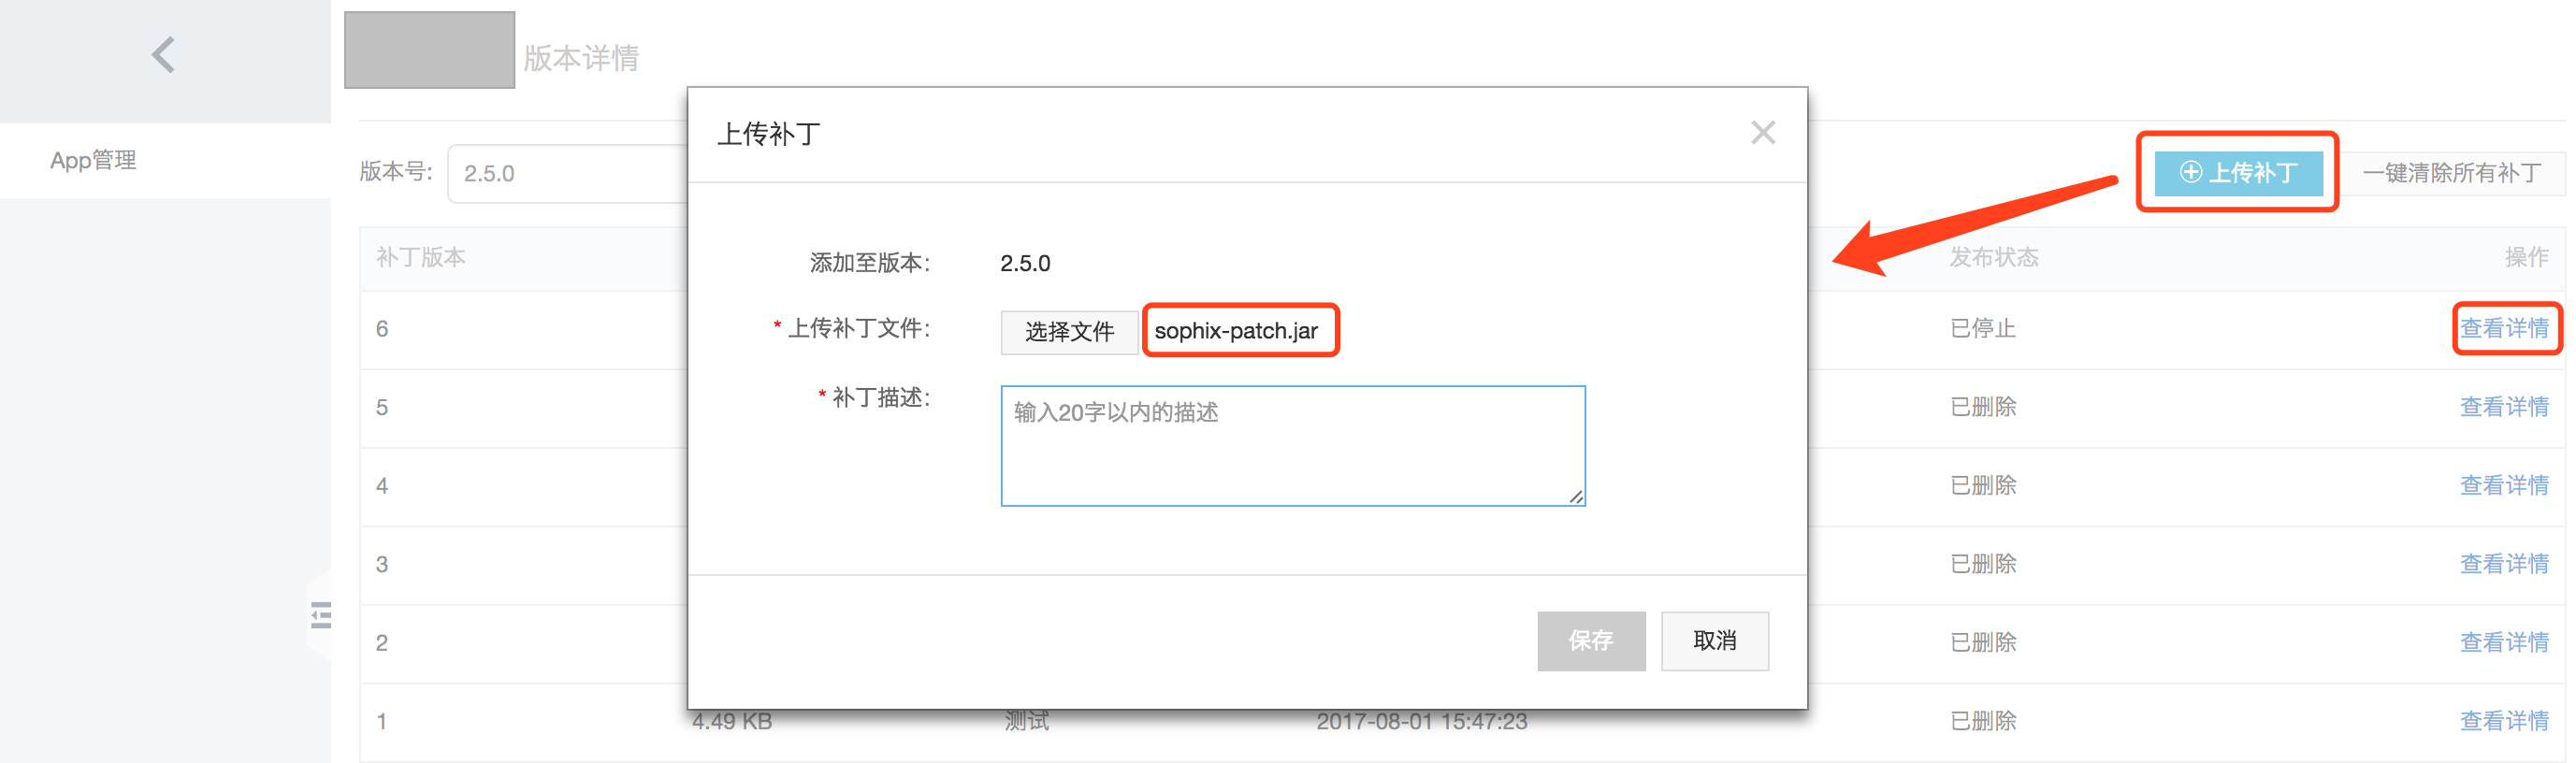 版本详情
App管理
版本号: 2.5.0
上传补丁 一键清除所有补丁
补丁版本 发布状态 操作
6 已停止 查看详情
5 已删除 查看详情
4 已删除 查看详情
3 已删除 查看详情
2 已删除 查看详情
1 4.49 KB 测试 2017-08-01 15:47:23 已删除 查看详情
上传补丁
添加至版本: 2.5.0
* 上传补丁文件: 选择文件 sophix-patch.jar
* 补丁描述: 输入20字以内的描述
保存 取消